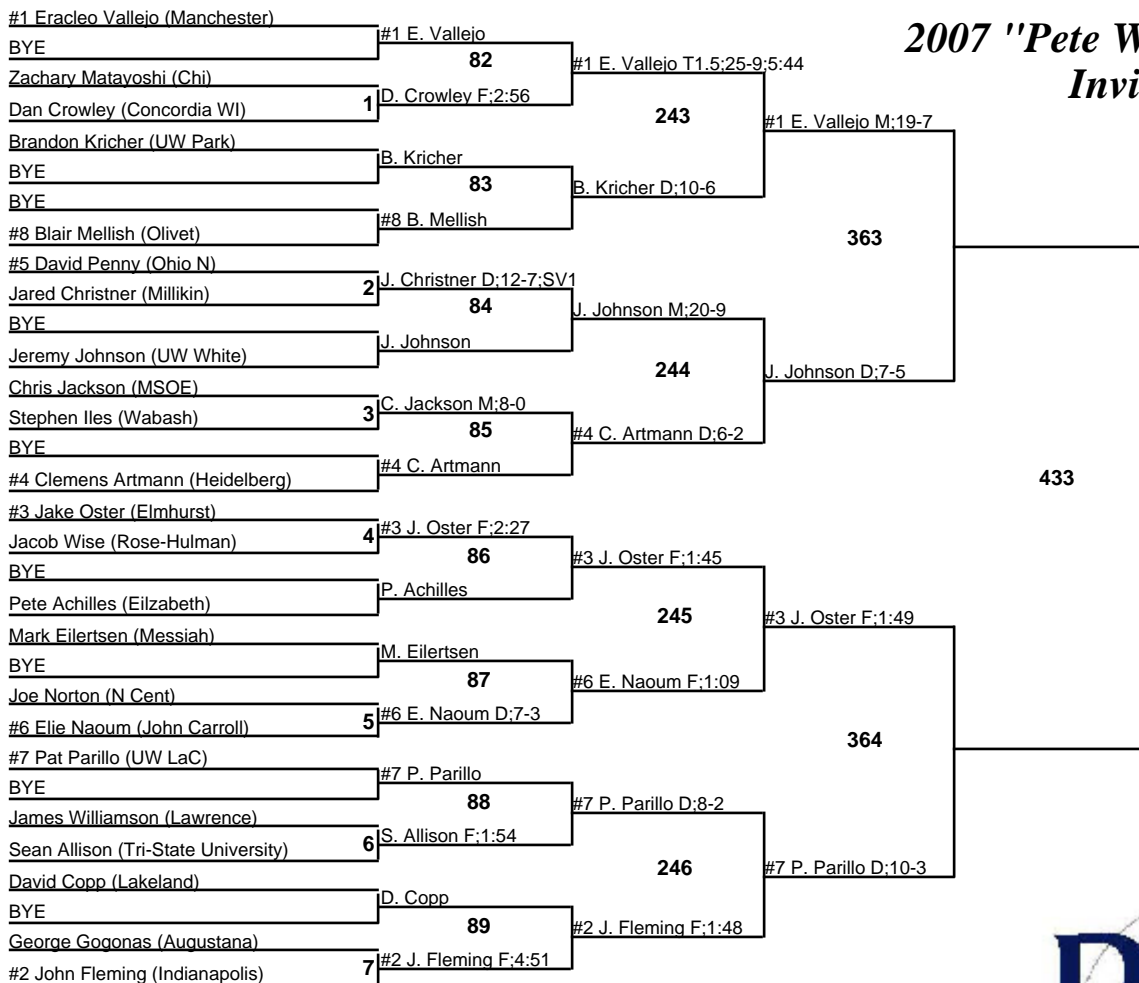 2007 "Pete W
Invi
#1 Eracleo Vallejo (Manchester)
BYE
Zachary Matayoshi (Chi)
Dan Crowley (Concordia WI)
Brandon Kricher (UW Park)
BYE
BYE
#8 Blair Mellish (Olivet)
#5 David Penny (Ohio N)
Jared Christner (Millikin)
BYE
Jeremy Johnson (UW White)
Chris Jackson (MSOE)
Stephen Iles (Wabash)
BYE
#4 Clemens Artmann (Heidelberg)
#3 Jake Oster (Elmhurst)
Jacob Wise (Rose-Hulman)
BYE
Pete Achilles (Eilzabeth)
Mark Eilertsen (Messiah)
BYE
Joe Norton (N Cent)
#6 Elie Naoum (John Carroll)
#7 Pat Parillo (UW LaC)
BYE
James Williamson (Lawrence)
Sean Allison (Tri-State University)
David Copp (Lakeland)
BYE
George Gogonas (Augustana)
#2 John Fleming (Indianapolis)
1
2
3
4
5
6
7
#1 E. Vallejo
82
D. Crowley F;2:56
B. Kricher
83
#8 B. Mellish
J. Christner D;12-7;SV1
84
J. Johnson
C. Jackson M;8-0
85
#4 C. Artmann
#3 J. Oster F;2:27
86
P. Achilles
M. Eilertsen
87
#6 E. Naoum D;7-3
#7 P. Parillo
88
S. Allison F;1:54
D. Copp
89
#2 J. Fleming F;4:51
#1 E. Vallejo T1.5;25-9;5:44
243
B. Kricher D;10-6
J. Johnson M;20-9
244
#4 C. Artmann D;6-2
#3 J. Oster F;1:45
245
#6 E. Naoum F;1:09
#7 P. Parillo D;8-2
246
#2 J. Fleming F;1:48
#1 E. Vallejo M;19-7
363
J. Johnson D;7-5
#3 J. Oster F;1:49
364
#7 P. Parillo D;10-3
433